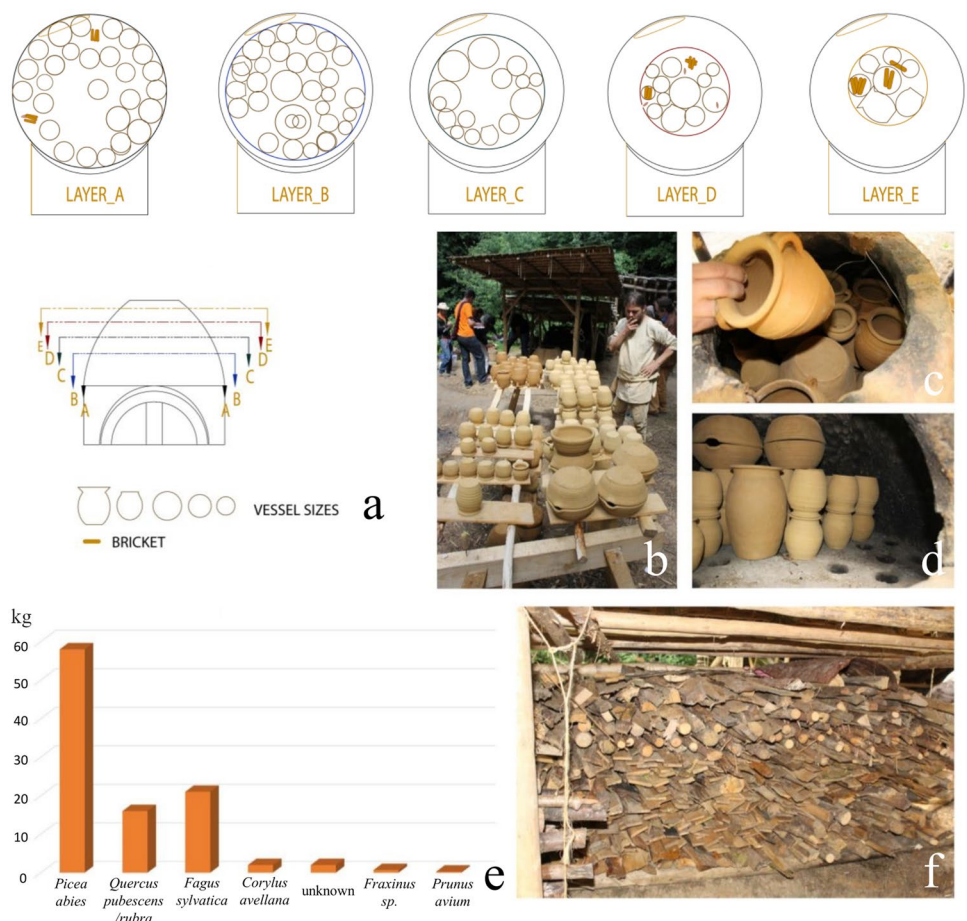 LAYER_A
LAYER_B
LAYER_C
LAYER_D
LAYER_E
E
E
D
D
C
C
B
B
A
A
VESSEL SIZES
BRICKET
a
b
c
d
kg
60
50
40
30
20
10
0
Picea
abies
Quercus
pubescens
/rubra
Fagus
sylvatica
Corylus
avellana
unknown
Fraxinus
sp.
Prunus
avium
e
f